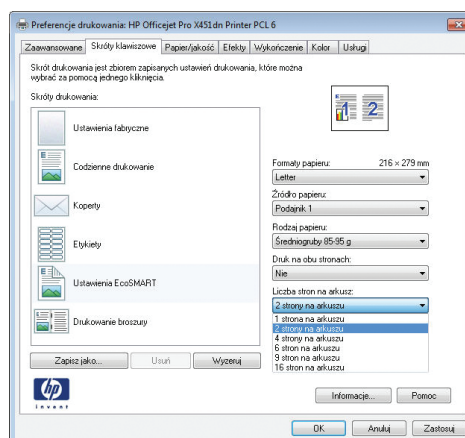 Preferencje drukowania: HP Officejet Pro X451dn Printer PCL 6
Zaawansowane Skróty klawiszowe Papier/jakość Efekty Wykończenie Kolor Usługi
Skrót drukowania jest zbiorem zapisanych ustawień drukowania, które można
wybrać za pomocą jednego kliknięcia.
Skróty drukowania:
Ustawienia fabryczne
Codzienne drukowanie
Koperty
Etykiety
Ustawienia EcoSMART
Drukowanie broszury
Zapisz jako... Usuń Wyzeruj
1 2
Formaty papieru: 216 × 279 mm
Letter
Źródło papieru:
Podajnik 1
Rodzaj papieru:
Średniogruby 85-95 g
Druk na obu stronach:
Nie
Liczba stron na arkusz:
2 strony na arkuszu
1 strona na arkuszu
2 strony na arkuszu
4 strony na arkuszu
6 stron na arkuszu
9 stron na arkuszu
16 stron na arkuszu
hp
invent
Informacje... Pomoc
OK Anuluj Zastosuj